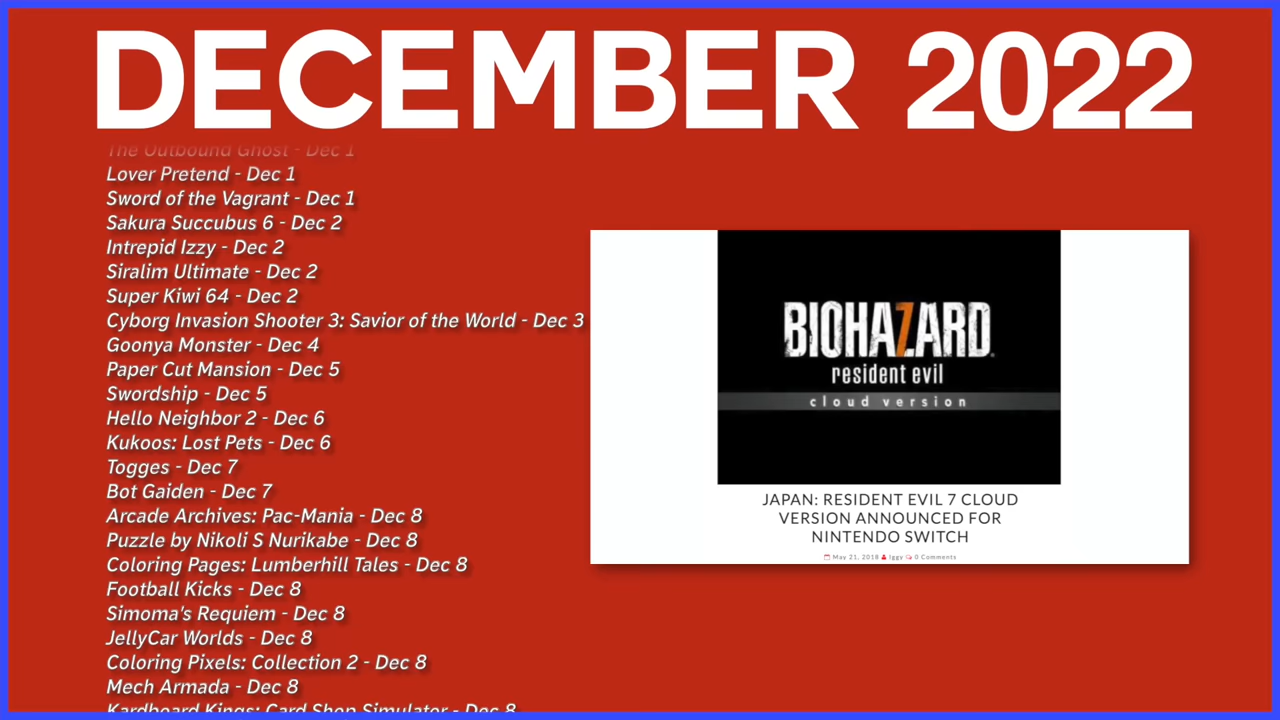 DECEMBER 2022
The Outbound Ghost - Dec 1
Lover Pretend - Dec 1
Sword of the Vagrant - Dec 1
Sakura Succubus 6 - Dec 2
Intrepid Izzy - Dec 2
Siralim Ultimate - Dec 2
Super Kiwi 64 - Dec 2
Cyborg Invasion Shooter 3: Savior of the World - Dec 3
Goonya Monster - Dec 4
Paper Cut Mansion - Dec 5
Swordship - Dec 5
Hello Neighbor 2 - Dec 6
Kukoos: Lost Pets - Dec 6
Togges - Dec 7
Bot Gaiden - Dec 7
Arcade Archives: Pac-Mania - Dec 8
Puzzle by Nikoli S Nurikabe - Dec 8
Coloring Pages: Lumberhill Tales - Dec 8
Football Kicks - Dec 8
Simoma's Requiem - Dec 8
JellyCar Worlds - Dec 8
Coloring Pixels: Collection 2 - Dec 8
Mech Armada - Dec 8
Kardboard Kings: Card Shop Simulator - Dec 8
BIOHAZARD
resident evil
cloud version
JAPAN: RESIDENT EVIL 7 CLOUD
VERSION ANNOUNCED FOR
NINTENDO SWITCH
May 21, 2018 Iggy 0 Comments